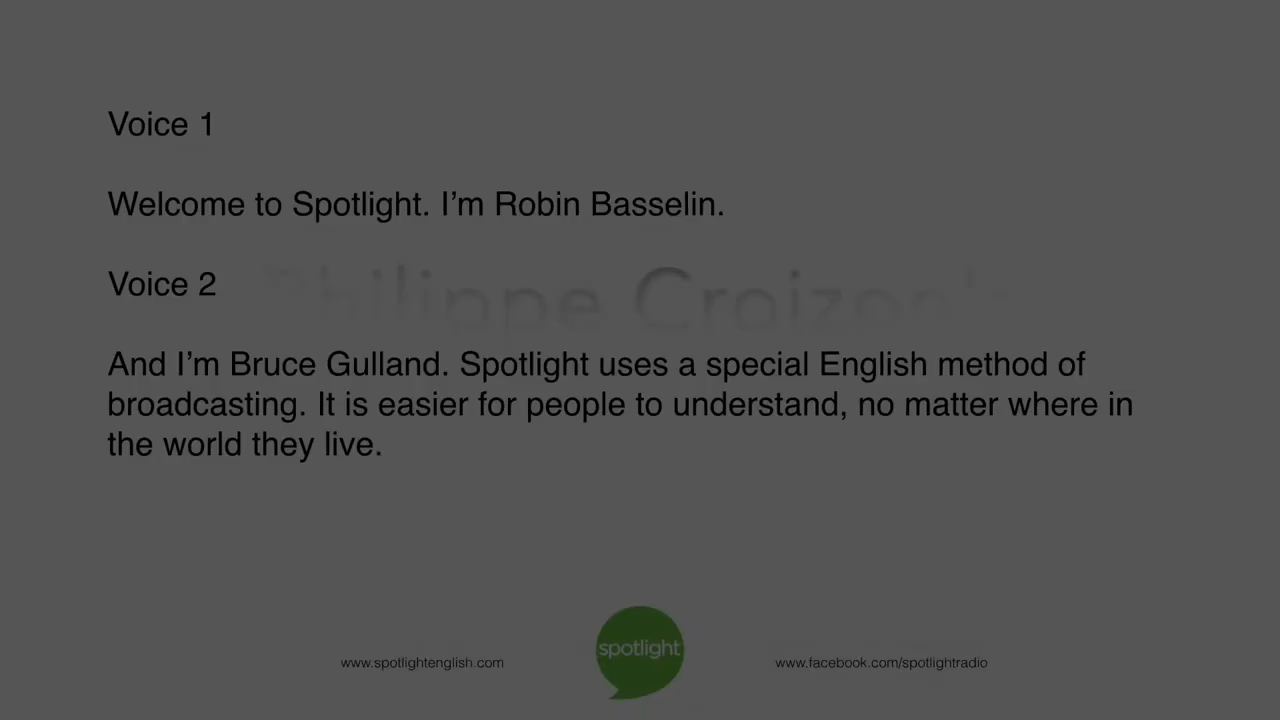 Voice 1
Welcome to Spotlight. I’m Robin Basselin.
Voice 2
Philippe Croizon's
And I’m Bruce Gulland. Spotlight uses a special English method of
broadcasting. It is easier for people to understand, no matter where in
the world they live.
spotlight
www.spotlightenglish.com
www.facebook.com/spotlightradio